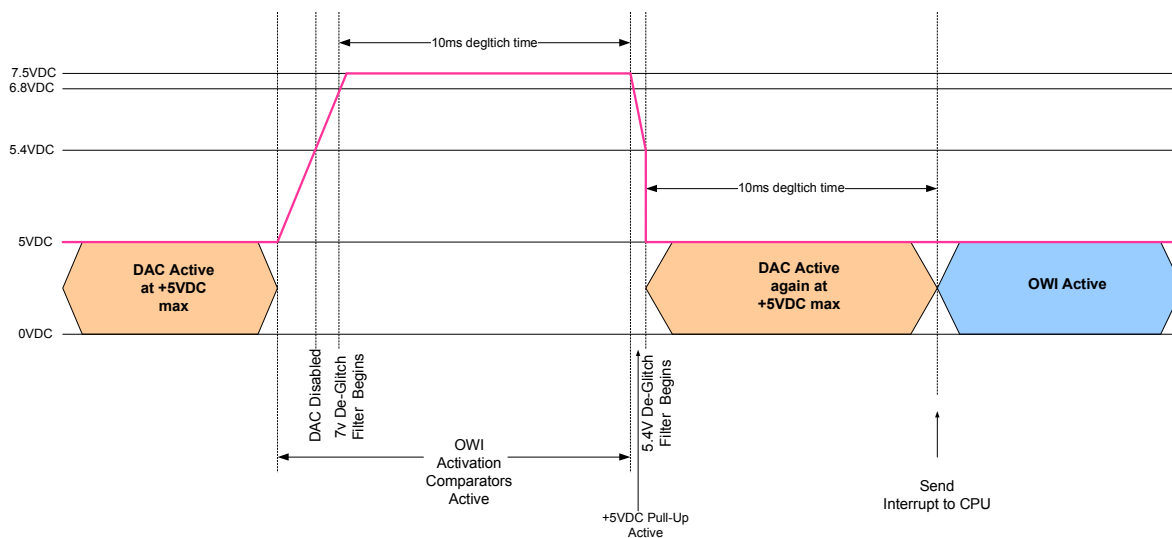 10ms degltich time
7.5VDC
6.8VDC
5.4VDC
10ms degltich time
5VDC
DAC Active
at +5VDC
max
DAC Active
again at
+5VDC max
OWI Active
0VDC
DAC Disabled
7v De-Glitch
Filter Begins
5.4V De-Glitch
Filter Begins
OWI
Activation
Comparators
Active
Send
Interrupt to CPU
+5VDC Pull-Up
Active